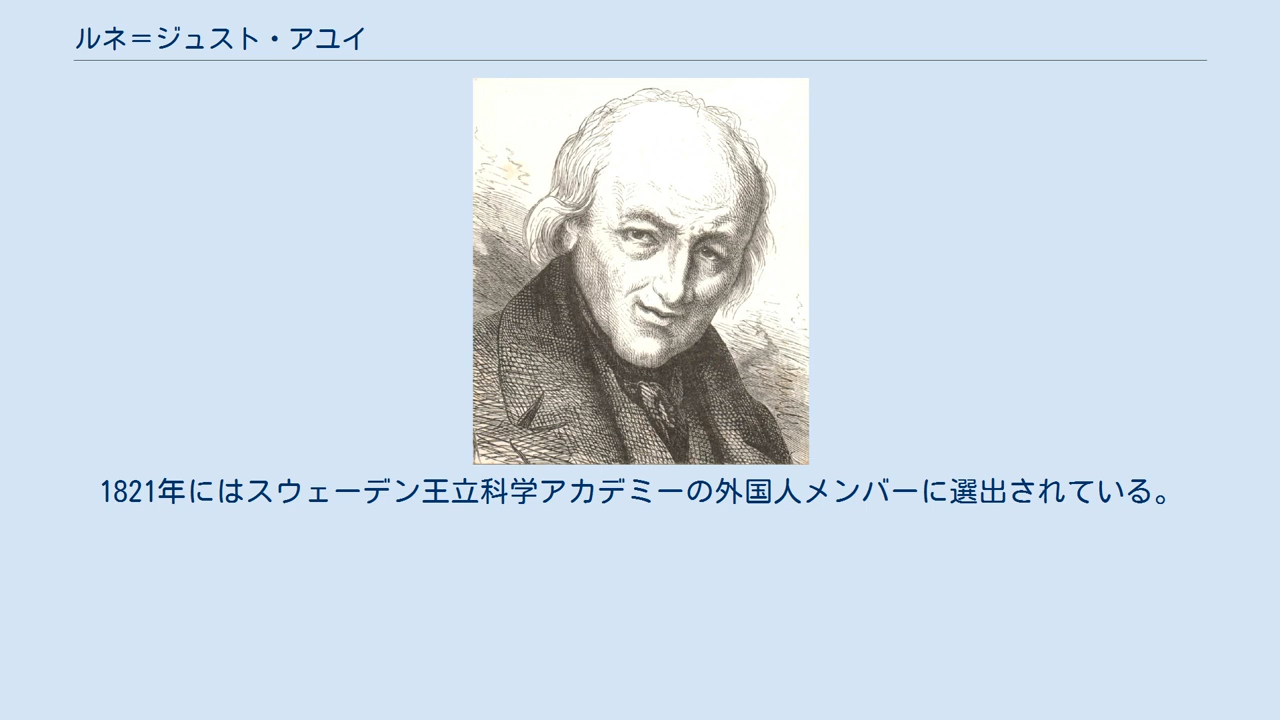 ルネ＝ジュスト・アユイ
1821年にはスウェーデン王立科学アカデミーの外国人メンバーに選出されている。